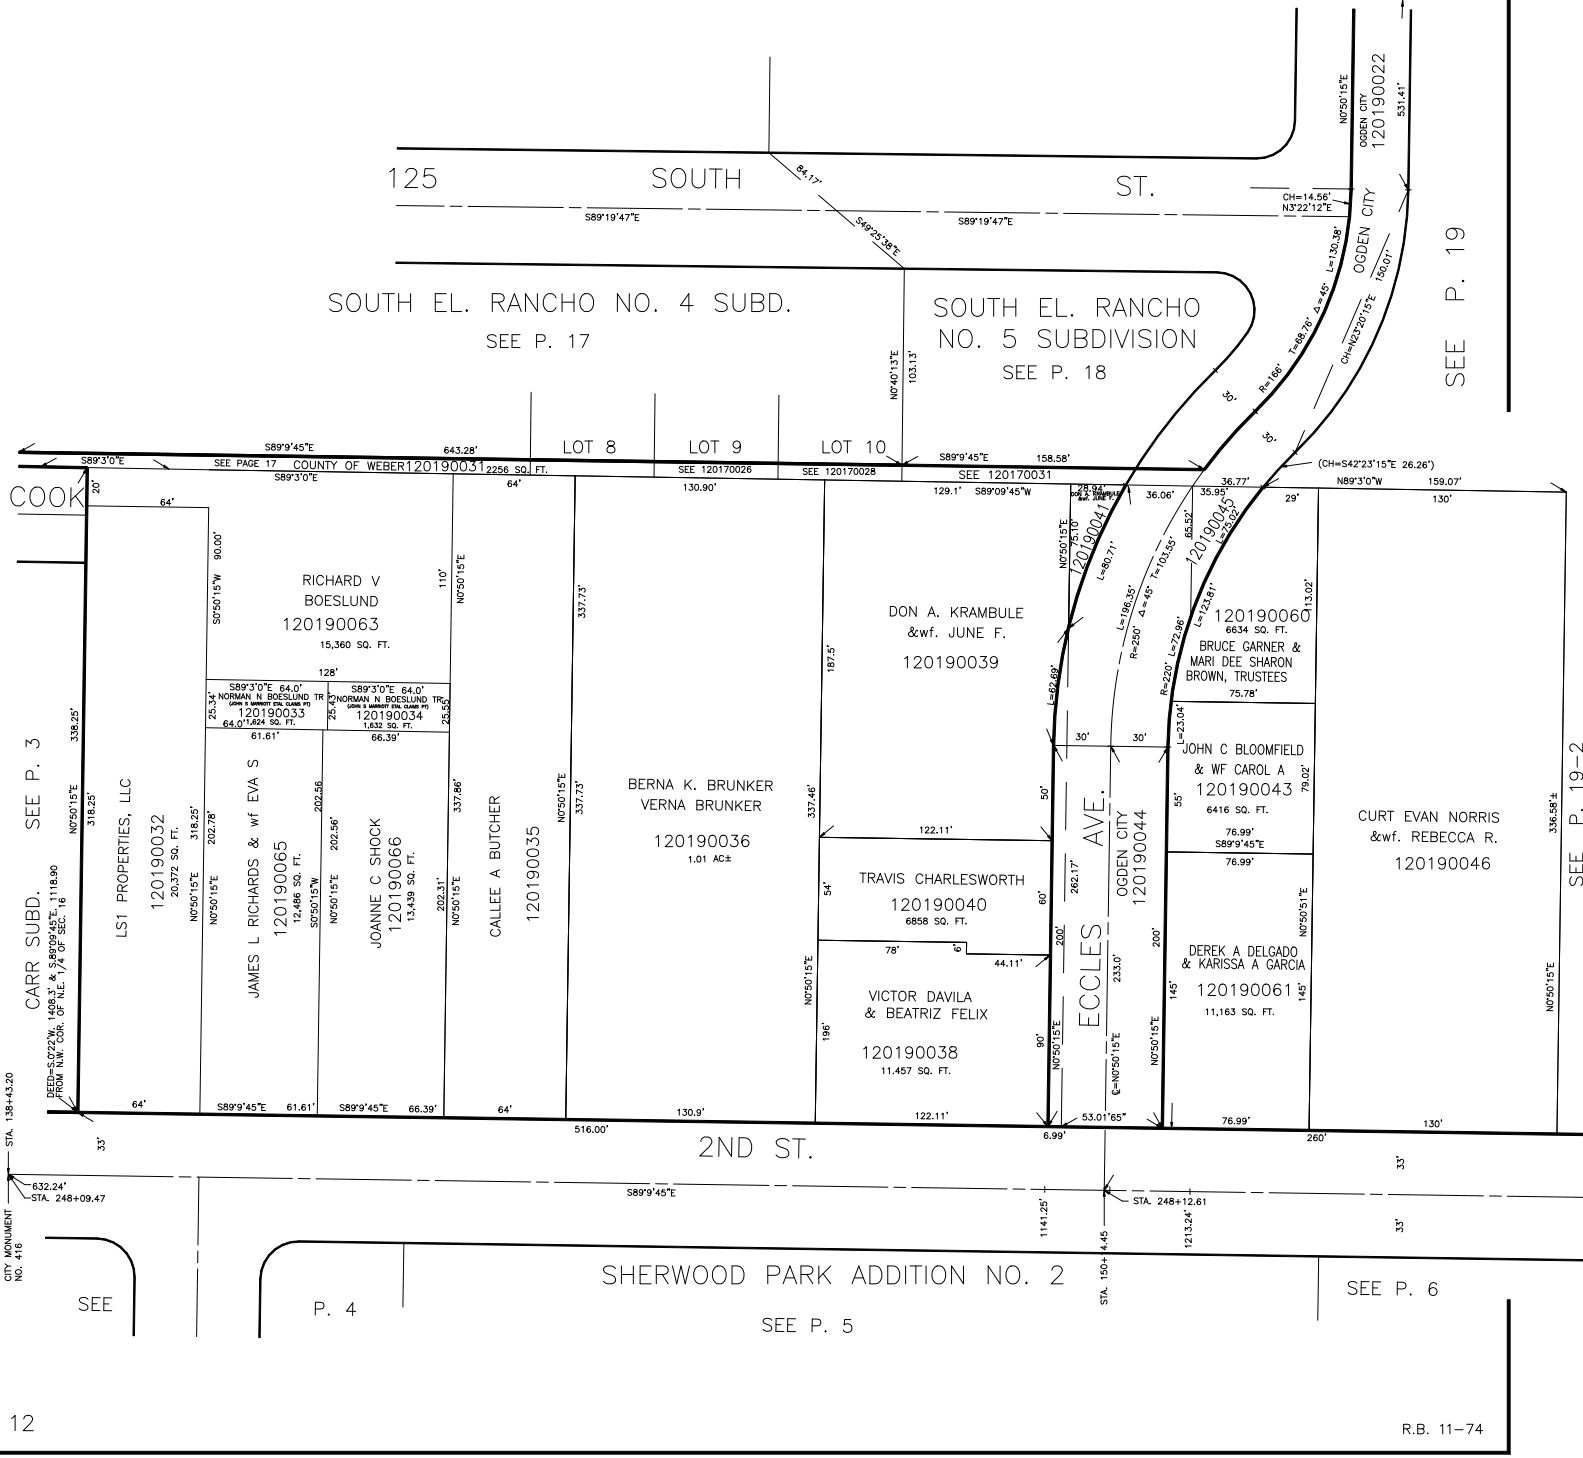 N0°50'15"E
OGDEN CITY
120190022
531.41'
125 SOUTH ST.
84.17'
S89°19'47"E
S89°19'47"E
S49°25'38"E
CH=14.56'
N3°22'12"E
OGDEN CITY
L=130.38'
Δ=45'
T=68.76'
R=166'
CH=N23°20'15"E 150.01'
SEE P. 19
SOUTH EL. RANCHO NO. 4 SUBD.
SEE P. 17
SOUTH EL. RANCHO
NO. 5 SUBDIVISION
SEE P. 18
N0°40'13"E
103.13'
30'
30'
S89°9'45"E
643.28'
LOT 8
LOT 9
LOT 10
S89°9'45"E 158.58'
(CH=S42°23'15"E 26.26')
S89°3'0"E
SEE PAGE 17 COUNTY OF WEBER 120190031 2256 SQ. FT.
SEE 120170026
SEE 120170028
SEE 120170031
S89°3'0"E
COOK
20'
64'
64'
130.90'
129.1' S89°09'45"W
28.94'
DON A. KRAMBULE
&wf. JUNE F.
36.06'
36.77'
35.95'
29'
N89°3'0"W 159.07'
130'
S0°50'15"W 90.00'
RICHARD V
BOESLUND
120190063
15,360 SQ. FT.
128'
110'
N0°50'15"E
337.73'
N0°50'15"E
75.10'
120190041
L=80.71'
65.52'
120190045
L=75.02'
T=103.55'
L=196.35'
Δ=45'
R=250'
L=123.81'
L=72.96'
R=220'
L=62.69'
L=23.04'
DON A. KRAMBULE
&wf. JUNE F.
120190039
187.5'
120190060
6634 SQ. FT.
113.02'
BRUCE GARNER &
MARI DEE SHARON
BROWN, TRUSTEES
75.78'
S89°3'0"E 64.0'
NORMAN N BOESLUND TR
(JOHN S MARRIOTT ETAL CLAIMS PT)
120190033
1,624 SQ. FT.
25.34'
64.0'
25.43'
S89°3'0"E 64.0'
NORMAN N BOESLUND TR
(JOHN S MARRIOTT ETAL CLAIMS PT)
120190034
1,632 SQ. FT.
25.55'
61.61'
66.39'
30'
30'
JOHN C BLOOMFIELD
& WF CAROL A
120190043
6416 SQ. FT.
79.02'
55'
76.99'
S89°9'45"E
76.99'
SEE P. 3
CARR SUBD.
338.25'
N0°50'15"E
318.25'
DEED=S.0°22'W. 1408.3' & S.89°09'45"E. 1118.90
FROM N.W. COR. OF N.E. 1/4 OF SEC. 16
LS1 PROPERTIES, LLC
120190032
20,372 SQ. FT.
N0°50'15"E 318.25'
N0°50'15"E
202.78'
JAMES L RICHARDS & wf EVA S
120190065
12,486 SQ. FT.
S0°50'15"W
202.56
N0°50'15"E
202.56'
JOANNE C SHOCK
120190066
13,439 SQ. FT.
202.31'
N0°50'15"E
337.86'
CALLEE A BUTCHER
120190035
N0°50'15"E
337.73'
BERNA K. BRUNKER
VERNA BRUNKER
120190036
1.01 AC±
337.46'
N0°50'15"E
122.11'
TRAVIS CHARLESWORTH
120190040
6858 SQ. FT.
54'
50'
60'
78'
6'
44.11'
VICTOR DAVILA
& BEATRIZ FELIX
120190038
11.457 SQ. FT.
196'
90'
N0°50'15"E
262.17'
200'
ECCLES AVE.
OGDEN CITY
120190044
233.0'
℄=N0°50'15"E
200'
N0°50'15"E
145'
DEREK A DELGADO
& KARISSA A GARCIA
120190061
11,163 SQ. FT.
N0°50'51"E
145'
CURT EVAN NORRIS
&wf. REBECCA R.
120190046
336.58'±
N0°50'15"E
SEE P. 19-2
64'
S89°9'45"E 61.61'
S89°9'45"E 66.39'
64'
130.9'
122.11'
53.01'65"
76.99'
130'
33'
516.00'
6.99'
260'
2ND ST.
33'
33'
STA. 138+43.20
632.24'
STA. 248+09.47
CITY MONUMENT
NO. 416
S89°9'45"E
1141.25'
STA. 150+14.45
STA. 248+12.61
1213.24'
SEE P. 4
SHERWOOD PARK ADDITION NO. 2
SEE P. 5
SEE P. 6
12
R.B. 11-74